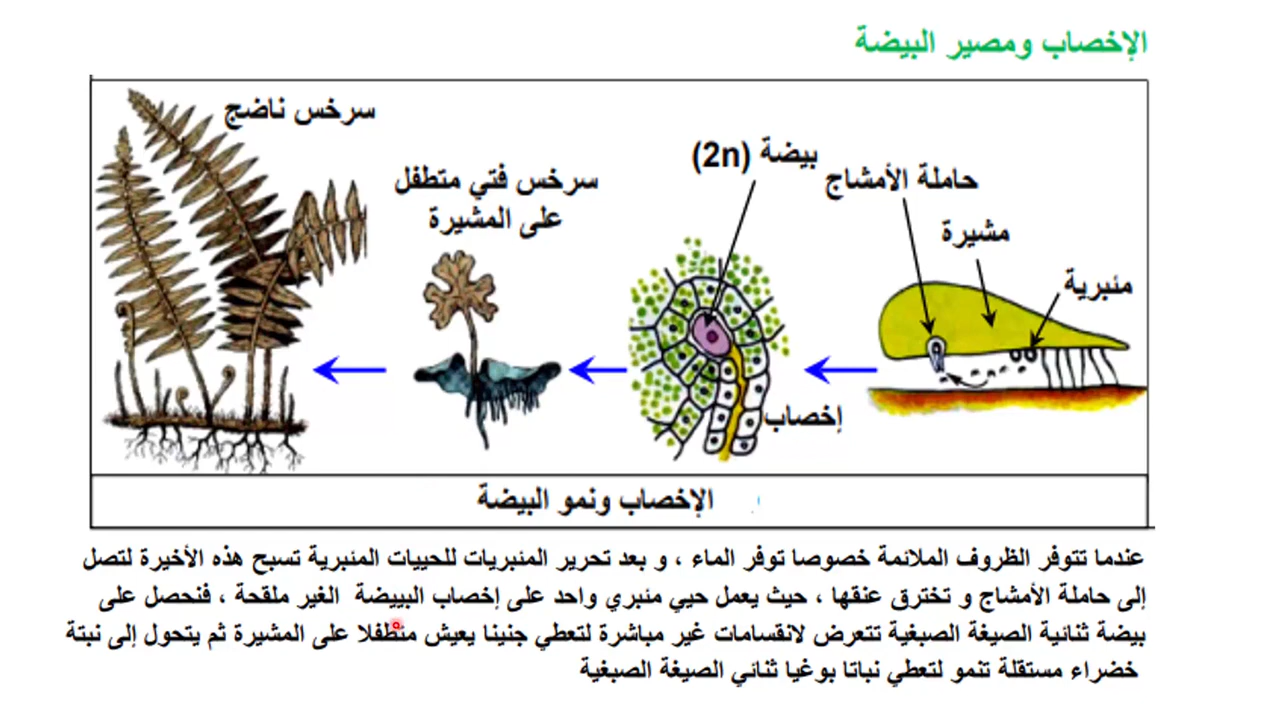 الإخصاب ومصير البيضة
سرخس ناضج
بيضة (2n)
سرخس فتي متطفل
على المشيرة
حاملة الأمشاج
مشيرة
مئبرية
إخصاب
الإخصاب ونمو البيضة
عندما تتوفر الظروف الملائمة خصوصا توفر الماء ، و بعد تحرير المئبريات للحييات المئبرية تسبح هذه الأخيرة لتصل
إلى حاملة الأمشاج و تخترق عنقها ، حيث يعمل حيي مئبري واحد على إخصاب البييضة الغير ملقحة ، فنحصل على
بيضة ثنائية الصيغة الصبغية تتعرض لانقسامات غير مباشرة لتعطي جنينا يعيش متطفلا على المشيرة ثم يتحول إلى نبتة
خضراء مستقلة تنمو لتعطي نباتا بوغيا ثنائي الصيغة الصبغية